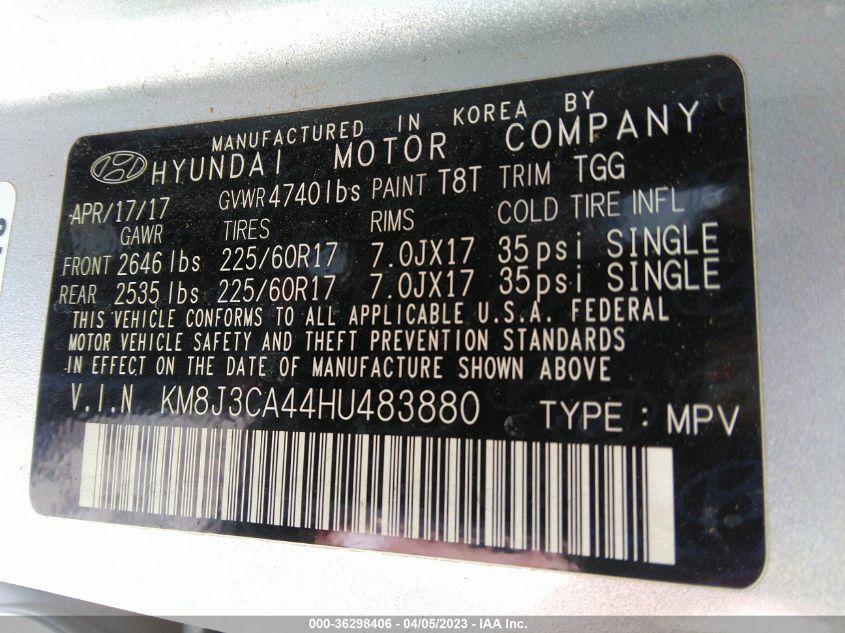 MANUFACTURED IN KOREA BY
HYUNDAI MOTOR COMPANY
APR/17/17 GVWR 4740 lbs PAINT T8T TRIM TGG
GAWR TIRES RIMS COLD TIRE INFL
FRONT 2646 lbs 225/60R17 7.0JX17 35psi SINGLE
REAR 2535 lbs 225/60R17 7.0JX17 35psi SINGLE
THIS VEHICLE CONFORMS TO ALL APPLICABLE U.S.A. FEDERAL
MOTOR VEHICLE SAFETY AND THEFT PREVENTION STANDARDS
IN EFFECT ON THE DATE OF MANUFACTURE SHOWN ABOVE
V.I.N KM8J3CA44HU483880 TYPE : MPV
000-36298406 - 04/05/2023 - IAA Inc.